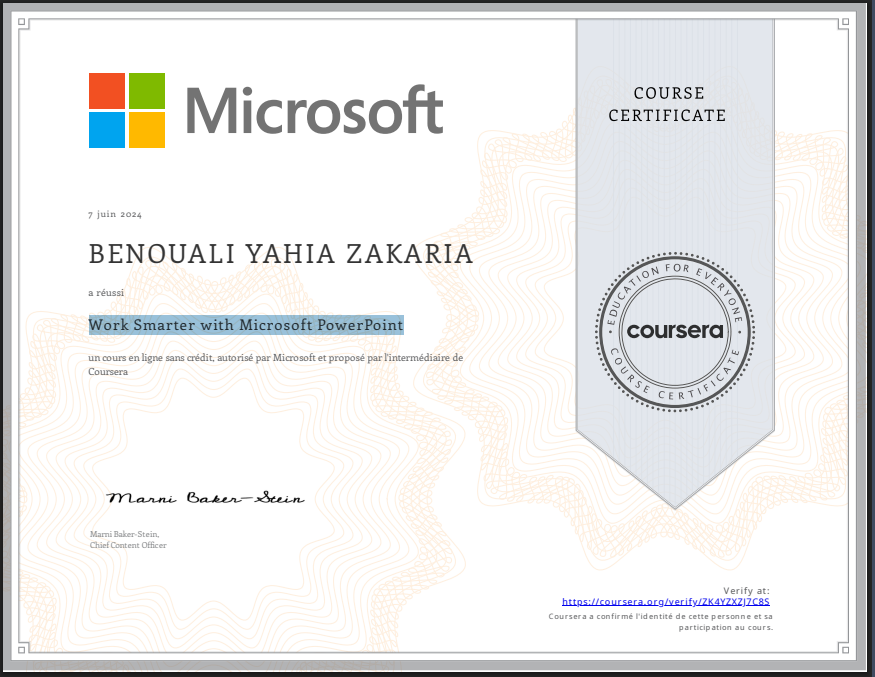 Microsoft
COURSE
CERTIFICATE
7 juin 2024
BENOUALI YAHIA ZAKARIA
a réussi
Work Smarter with Microsoft PowerPoint
un cours en ligne sans crédit, autorisé par Microsoft et proposé par l'intermédiaire de
Coursera
EDUCATION FOR EVERYONE
coursera
COURSE CERTIFICATE
Marni Baker-Stein
Marni Baker-Stein,
Chief Content Officer
Verify at:
https://coursera.org/verify/ZK4YZXZJ7C8S
Coursera a confirmé l'identité de cette personne et sa
participation au cours.